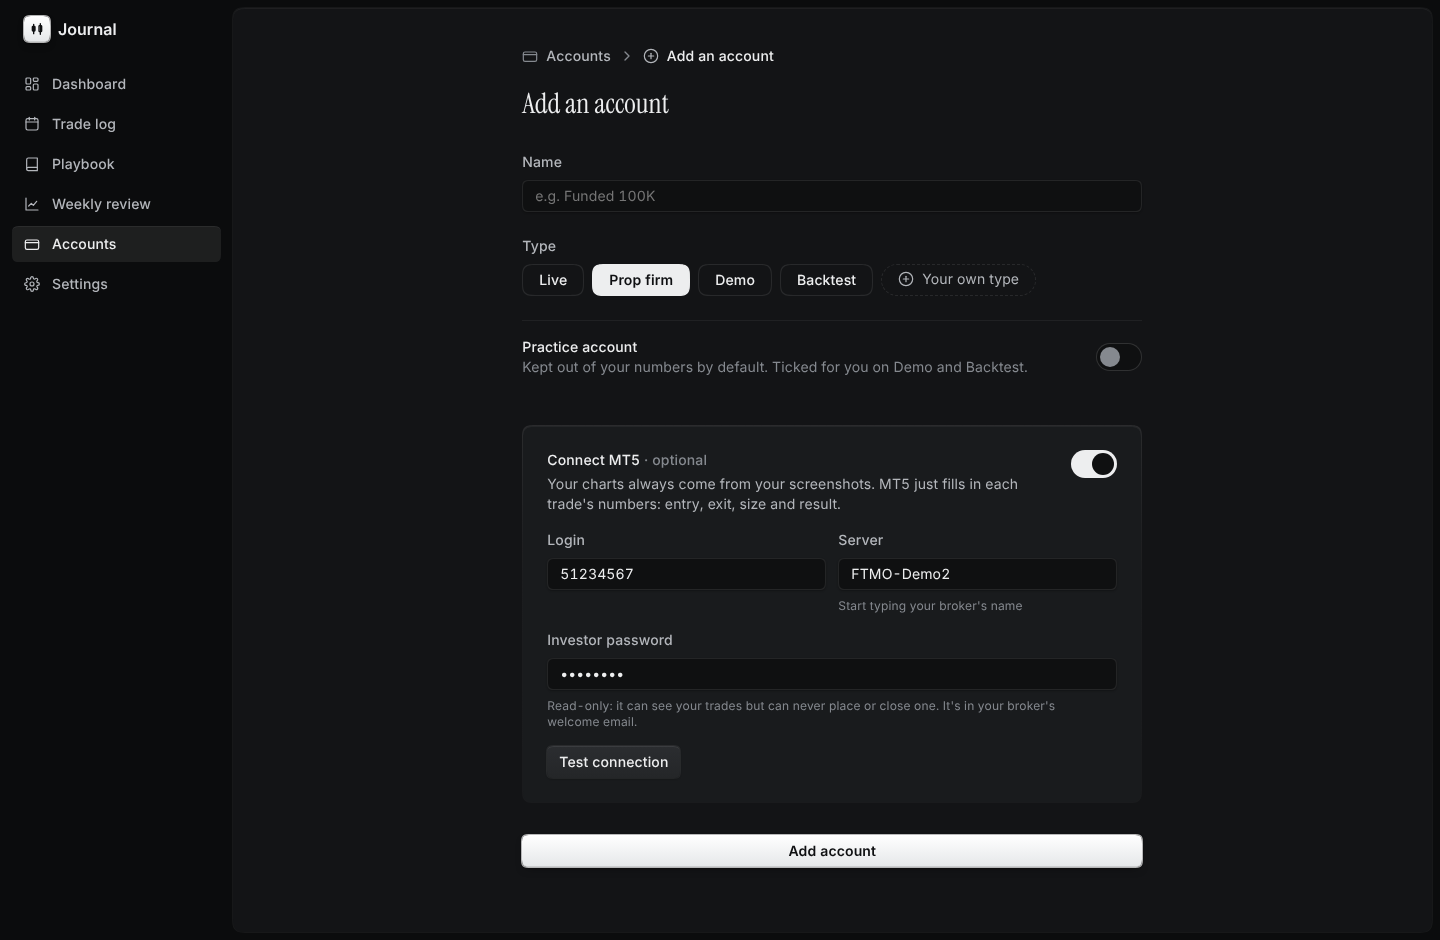 Journal
Dashboard
Trade log
Playbook
Weekly review
Accounts
Settings
Accounts > Add an account
Add an account
Name
e.g. Funded 100K
Type
Live
Prop firm
Demo
Backtest
Your own type
Practice account
Kept out of your numbers by default. Ticked for you on Demo and Backtest.
Connect MT5 · optional
Your charts always come from your screenshots. MT5 just fills in each
trade's numbers: entry, exit, size and result.
Login
Server
51234567
FTMO-Demo2
Start typing your broker's name
Investor password
••••••••
Read-only: it can see your trades but can never place or close one. It's in your broker's
welcome email.
Test connection
Add account